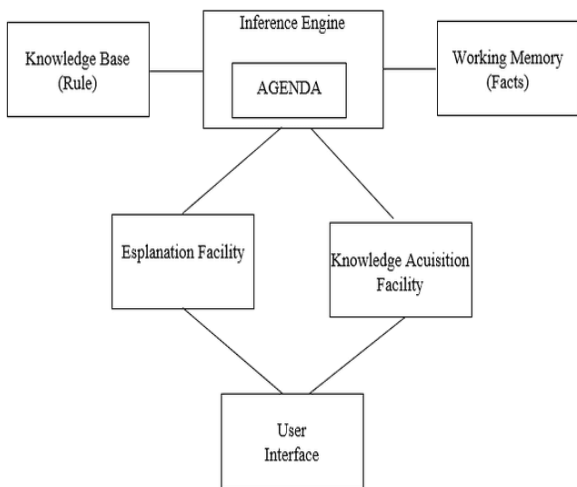 Inference Engine
Knowledge Base
(Rule)
AGENDA
Working Memory
(Facts)
Esplanation Facility
Knowledge Acuisition
Facility
User
Interface